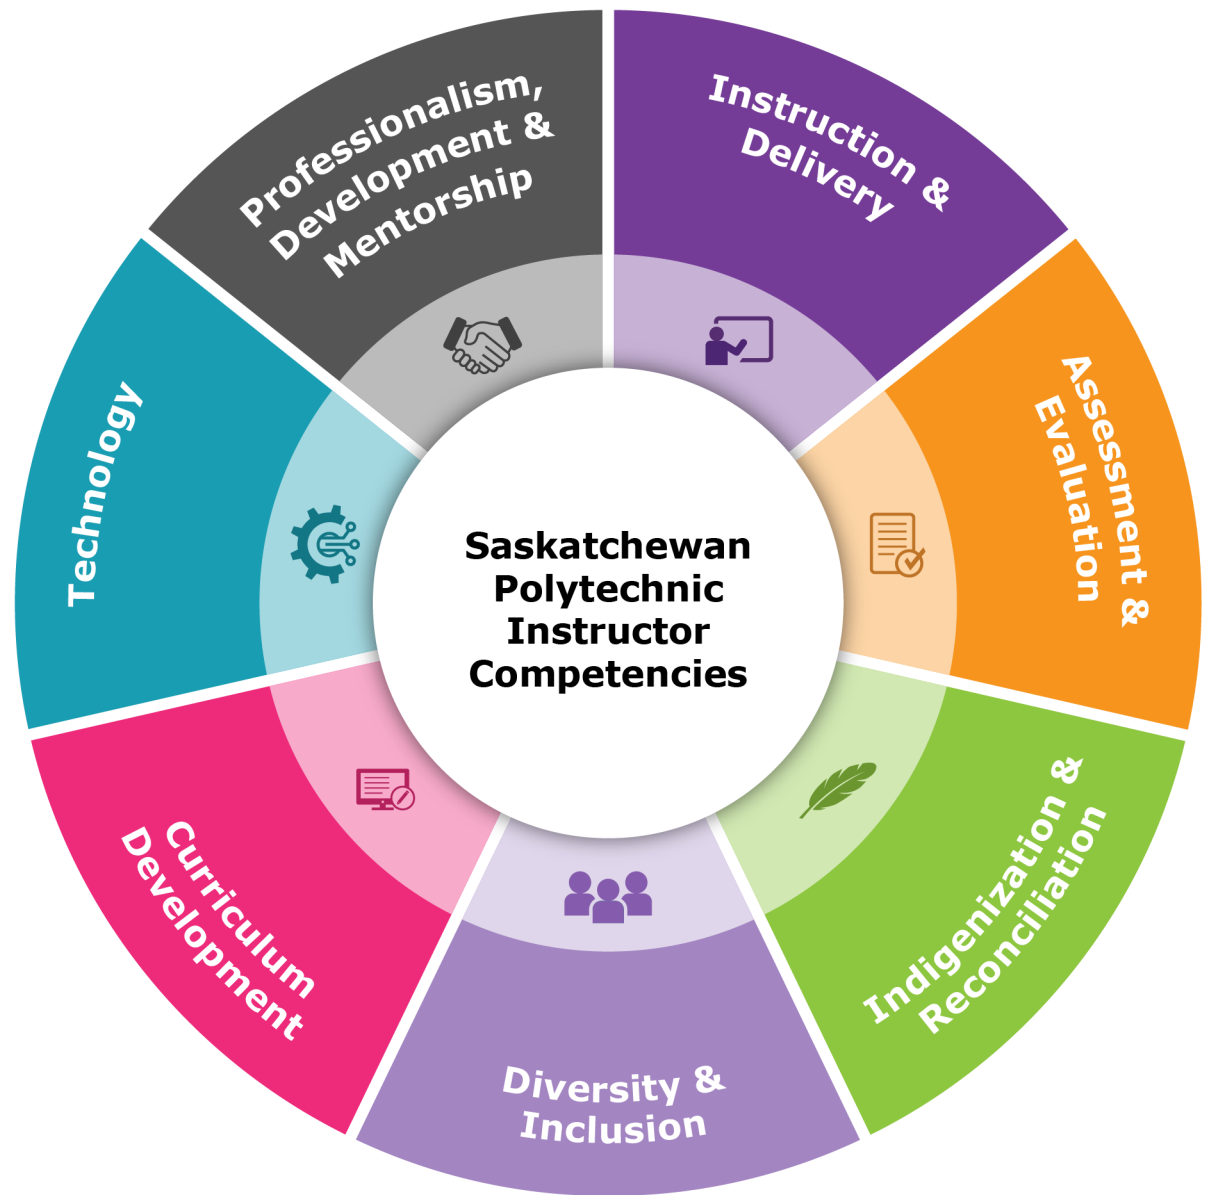 Saskatchewan
Polytechnic
Instructor
Competencies
Instruction &
Delivery
Assessment &
Evaluation
Indigenization &
Reconciliation
Diversity &
Inclusion
Curriculum
Development
Technology
Professionalism,
Development &
Mentorship